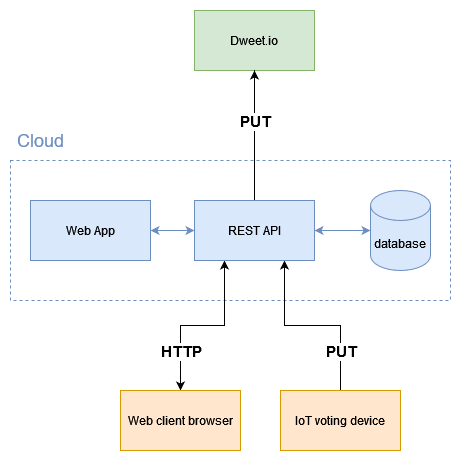 Dweet.io
PUT
Cloud
Web App
REST API
database
HTTP
PUT
Web client browser
IoT voting device